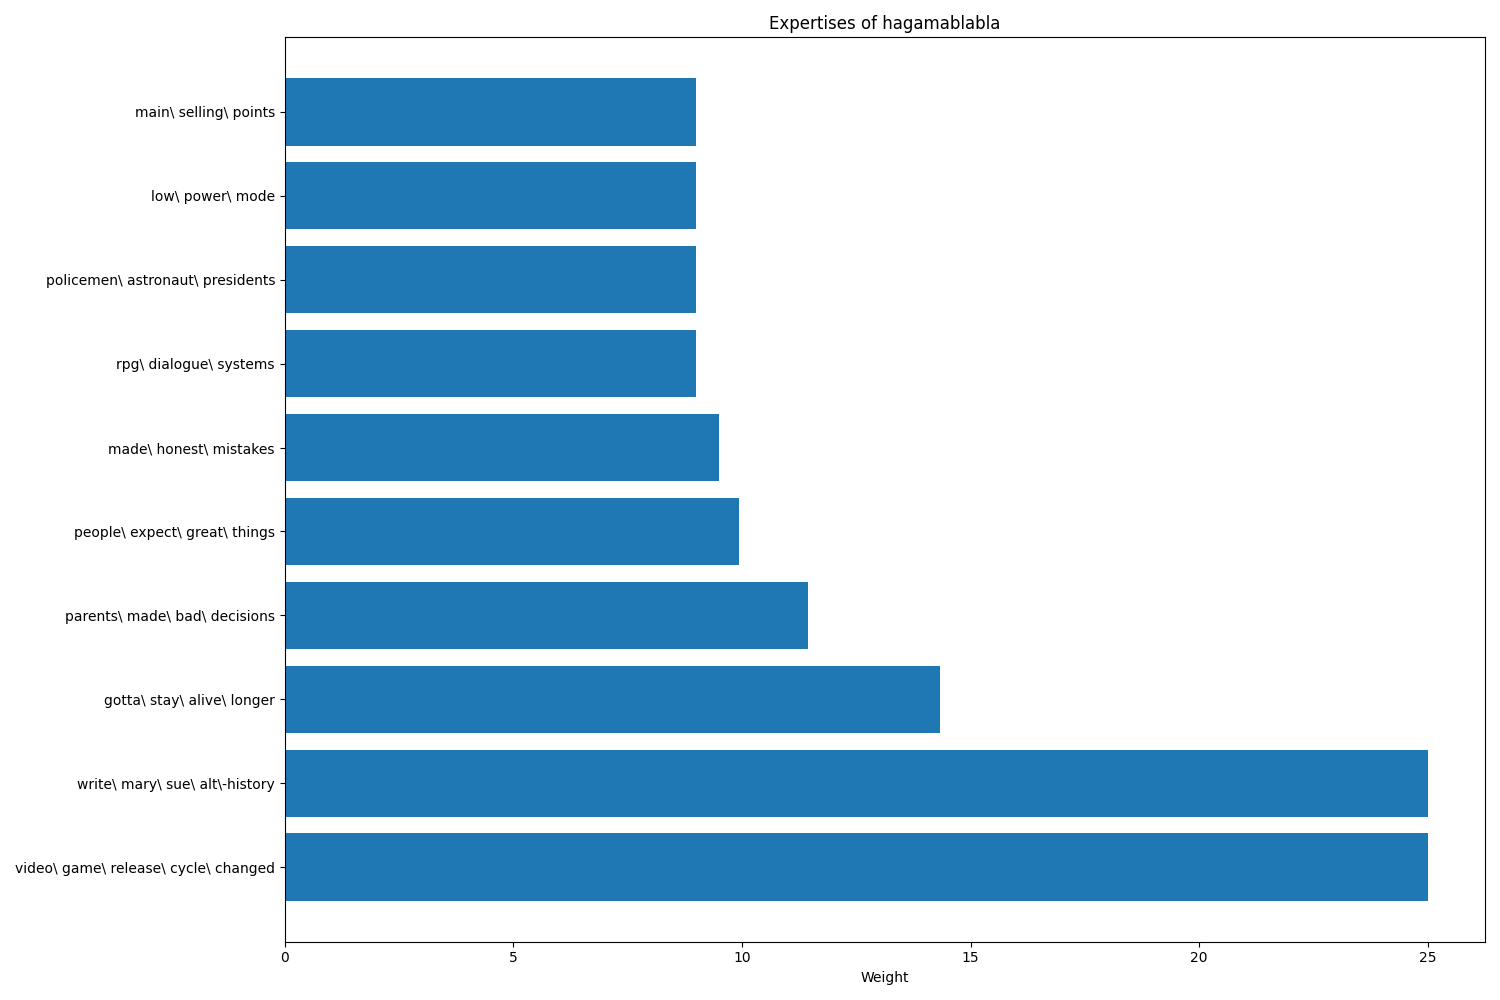 Expertises of hagamablabla
main\ selling\ points
low\ power\ mode
policemen\ astronaut\ presidents
rpg\ dialogue\ systems
made\ honest\ mistakes
people\ expect\ great\ things
parents\ made\ bad\ decisions
gotta\ stay\ alive\ longer
write\ mary\ sue\ alt\-history
video\ game\ release\ cycle\ changed
0 5 10 15 20 25
Weight